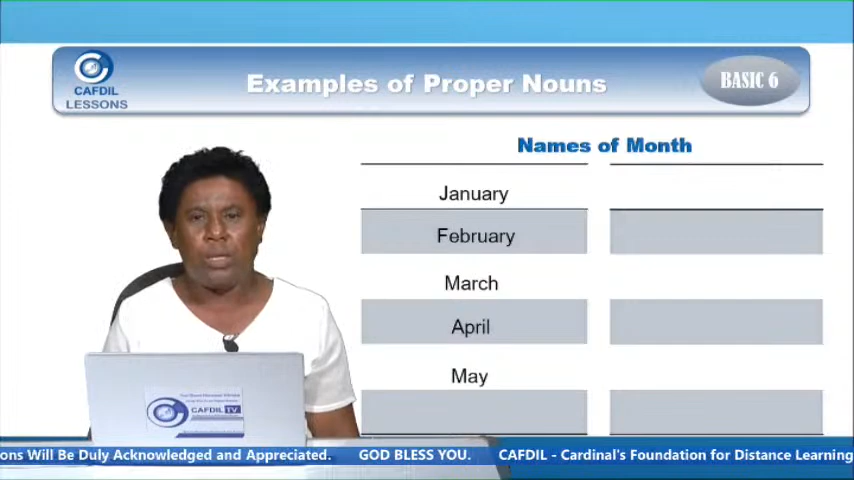 CAFDIL
LESSONS
Examples of Proper Nouns
BASIC 6
Names of Month
January
February
March
April
May
CAFDIL TV
ons Will Be Duly Acknowledged and Appreciated. GOD BLESS YOU. CAFDIL - Cardinal's Foundation for Distance Learning